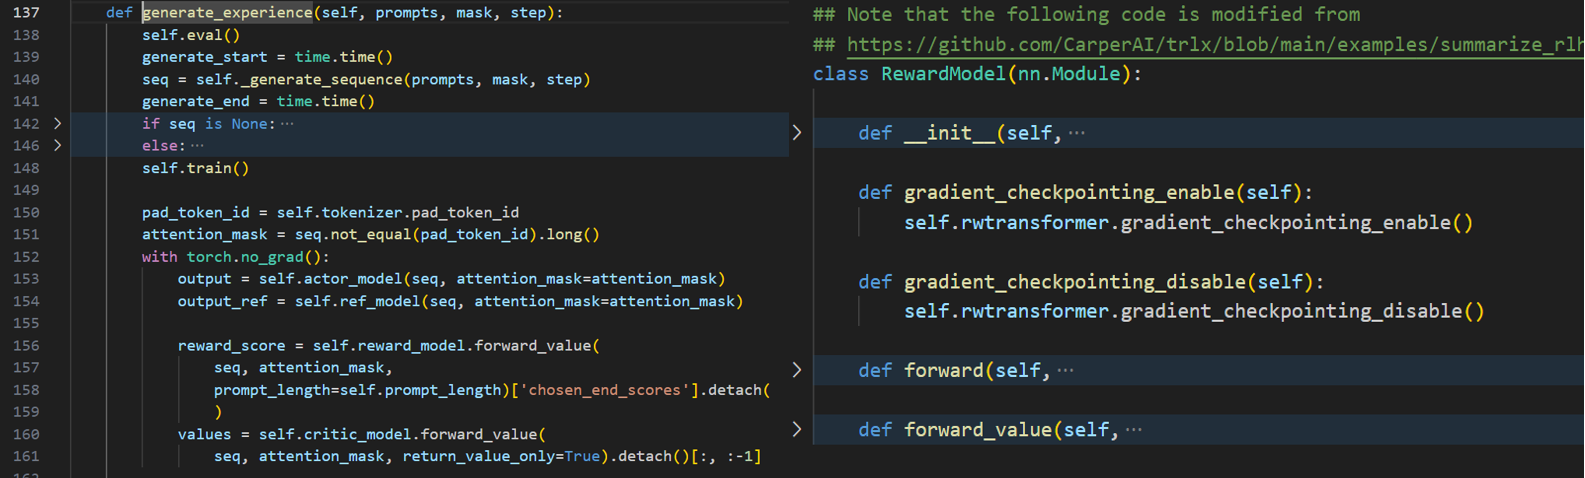 137 def generate_experience(self, prompts, mask, step):
138 self.eval()
139 generate_start = time.time()
140 seq = self._generate_sequence(prompts, mask, step)
141 generate_end = time.time()
142 > if seq is None:···
146 > else:···
148 self.train()
149
150 pad_token_id = self.tokenizer.pad_token_id
151 attention_mask = seq.not_equal(pad_token_id).long()
152 with torch.no_grad():
153 output = self.actor_model(seq, attention_mask=attention_mask)
154 output_ref = self.ref_model(seq, attention_mask=attention_mask)
155
156 reward_score = self.reward_model.forward_value(
157 seq, attention_mask,
158 prompt_length=self.prompt_length)['chosen_end_scores'].detach(
159 )
160 values = self.critic_model.forward_value(
161 seq, attention_mask, return_value_only=True).detach()[:, :-1]
## Note that the following code is modified from
## https://github.com/CarperAI/trlx/blob/main/examples/summarize_rlh
class RewardModel(nn.Module):
> def __init__(self,···
def gradient_checkpointing_enable(self):
self.rwtransformer.gradient_checkpointing_enable()
def gradient_checkpointing_disable(self):
self.rwtransformer.gradient_checkpointing_disable()
> def forward(self,···
> def forward_value(self,···